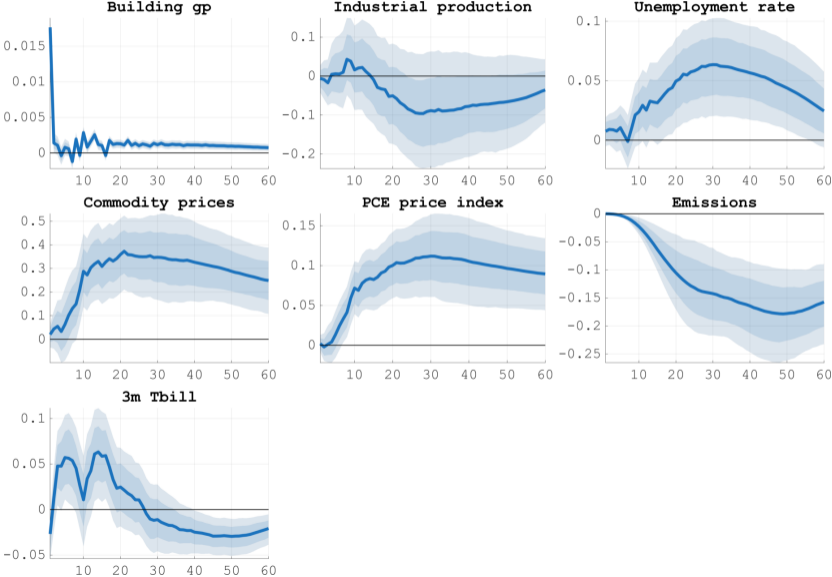 Building gp
0.015
0.01
0.005
0
10 20 30 40 50 60
Industrial production
0.1
0
-0.1
-0.2
10 20 30 40 50 60
Unemployment rate
0.1
0.05
0
10 20 30 40 50 60
Commodity prices
0.5
0.4
0.3
0.2
0.1
0
10 20 30 40 50 60
PCE price index
0.15
0.1
0.05
0
10 20 30 40 50 60
Emissions
0
-0.05
-0.1
-0.15
-0.2
-0.25
10 20 30 40 50 60
3m Tbill
0.1
0.05
0
-0.05
10 20 30 40 50 60